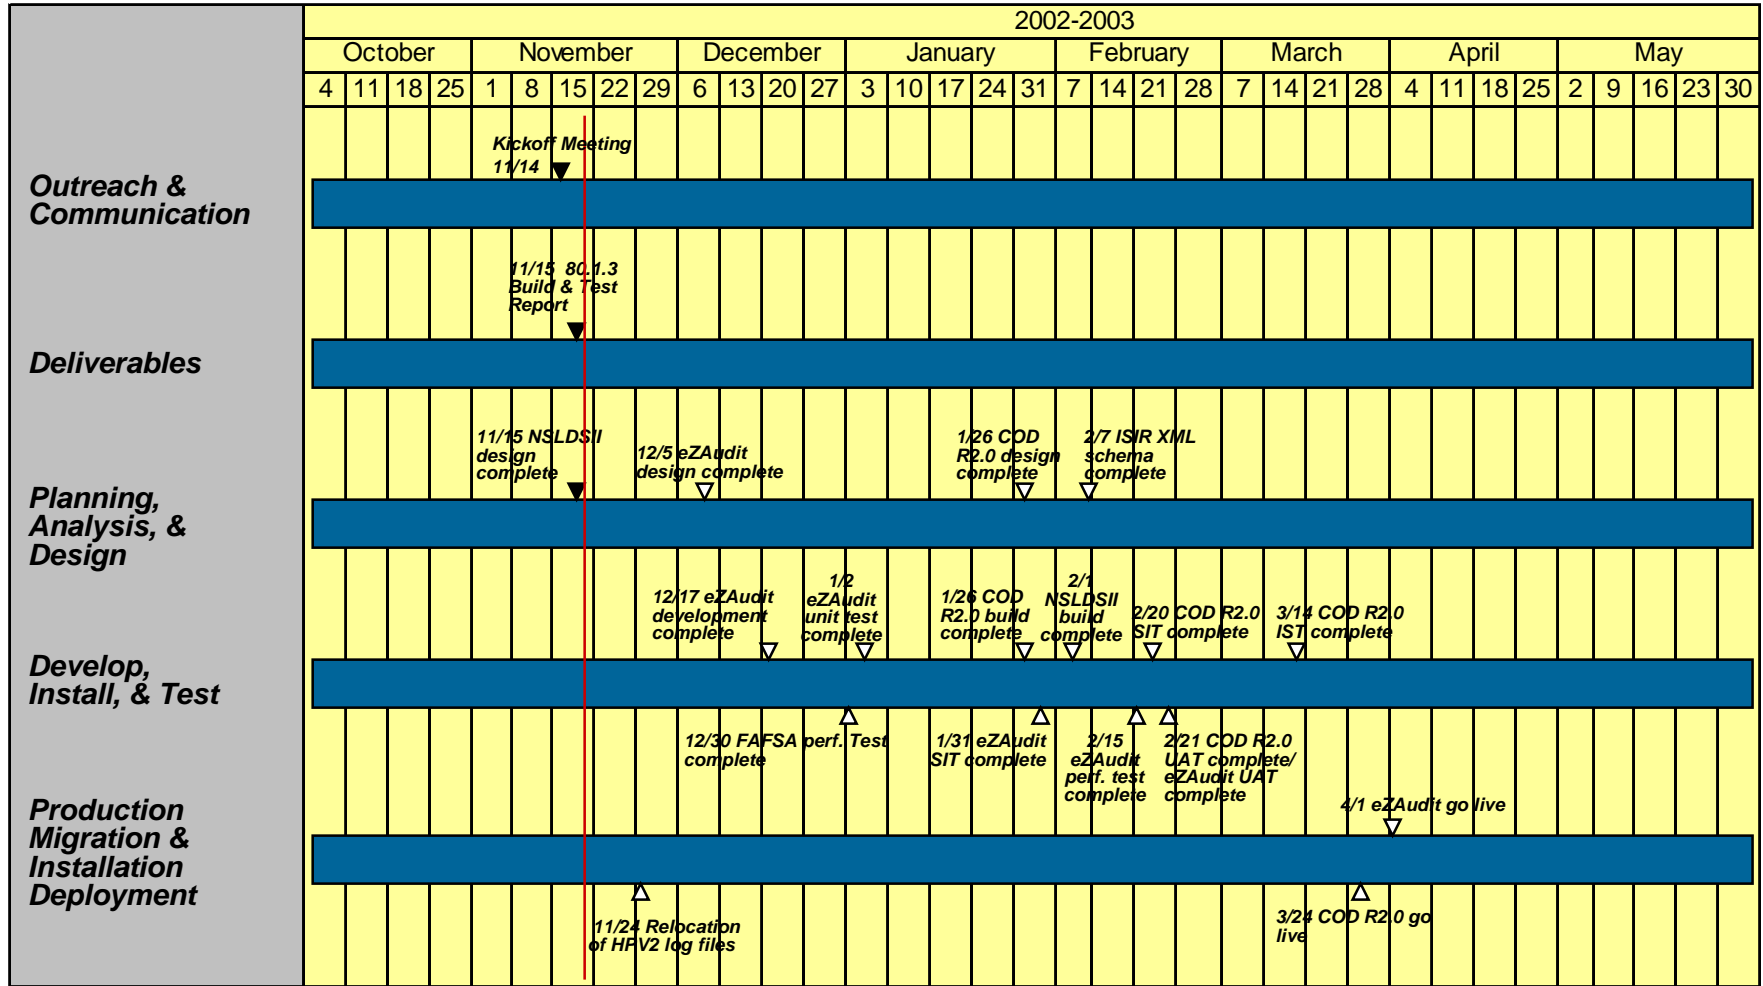 2002-2003
October November December January February March April May
4 11 18 25 1 8 15 22 29 6 13 20 27 3 10 17 24 31 7 14 21 28 7 14 21 28 4 11 18 25 2 9 16 23 30
Kickoff Meeting
11/14
Outreach &
Communication
11/15 80.1.3
Build & Test
Report
Deliverables
11/15 NSLDSII
design
complete
12/5 eZAudit
design complete
1/26 COD
R2.0 design
complete
2/7 ISIR XML
schema
complete
Planning,
Analysis, &
Design
12/17 eZAudit
development
complete
1/2
eZAudit
unit test
complete
1/26 COD
R2.0 build
complete
2/1
NSLDSII
build
complete
2/20 COD R2.0
SIT complete
3/14 COD R2.0
IST complete
Develop,
Install, & Test
12/30 FAFSA perf. Test
complete
1/31 eZAudit
SIT complete
2/15
eZAudit
perf. test
complete
2/21 COD R2.0
UAT complete/
eZAudit UAT
complete
Production
Migration &
Installation
Deployment
4/1 eZAudit go live
11/24 Relocation
of HPV2 log files
3/24 COD R2.0 go
live